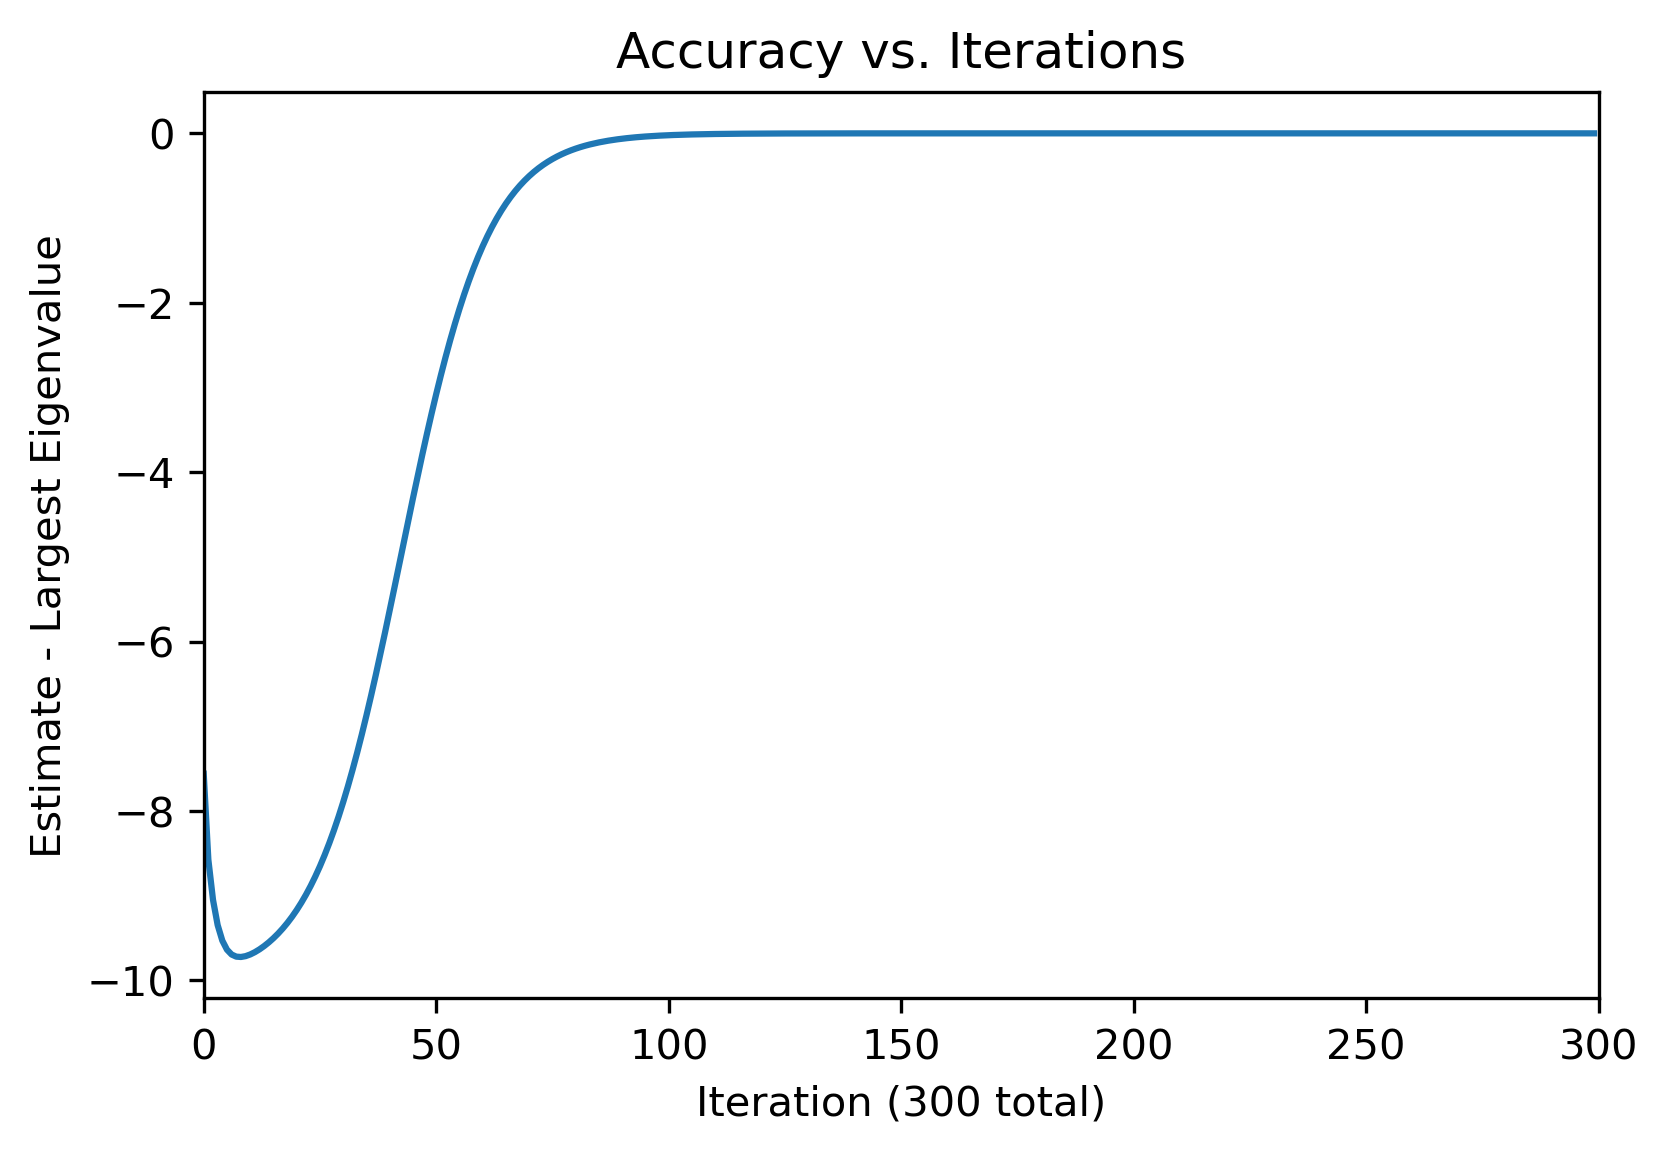 Accuracy vs. Iterations
Estimate - Largest Eigenvalue
0
−2
−4
−6
−8
−10
0 50 100 150 200 250 300
Iteration (300 total)